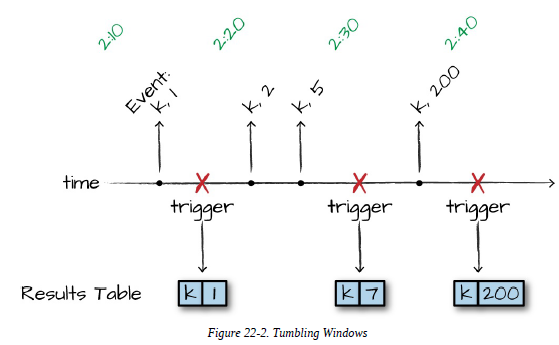 2:10 2:20 2:30 2:40
Event:
k, 1 k, 2 k, 5 k, 200
time
trigger trigger trigger
Results Table k 1 k 7 k 200
Figure 22-2. Tumbling Windows